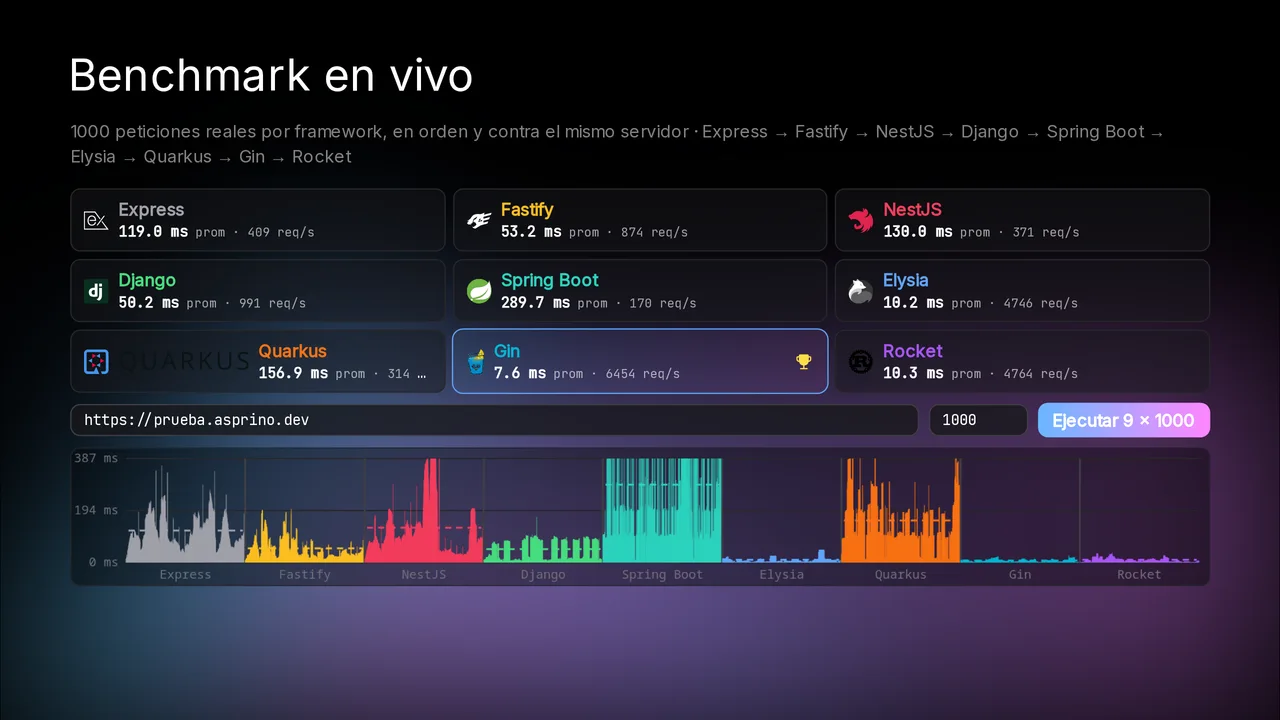 Benchmark en vivo
1000 peticiones reales por framework, en orden y contra el mismo servidor · Express → Fastify → NestJS → Django → Spring Boot →
Elysia → Quarkus → Gin → Rocket
Express
119.0 ms prom · 409 req/s
Fastify
53.2 ms prom · 874 req/s
NestJS
130.0 ms prom · 371 req/s
Django
50.2 ms prom · 991 req/s
Spring Boot
289.7 ms prom · 170 req/s
Elysia
10.2 ms prom · 4746 req/s
QUARKUS
Quarkus
156.9 ms prom · 314 …
Gin
7.6 ms prom · 6454 req/s
Rocket
10.3 ms prom · 4764 req/s
ex
dj
R
https://prueba.asprino.dev
1000
Ejecutar 9 × 1000
387 ms
194 ms
0 ms
Express Fastify NestJS Django Spring Boot Elysia Quarkus Gin Rocket